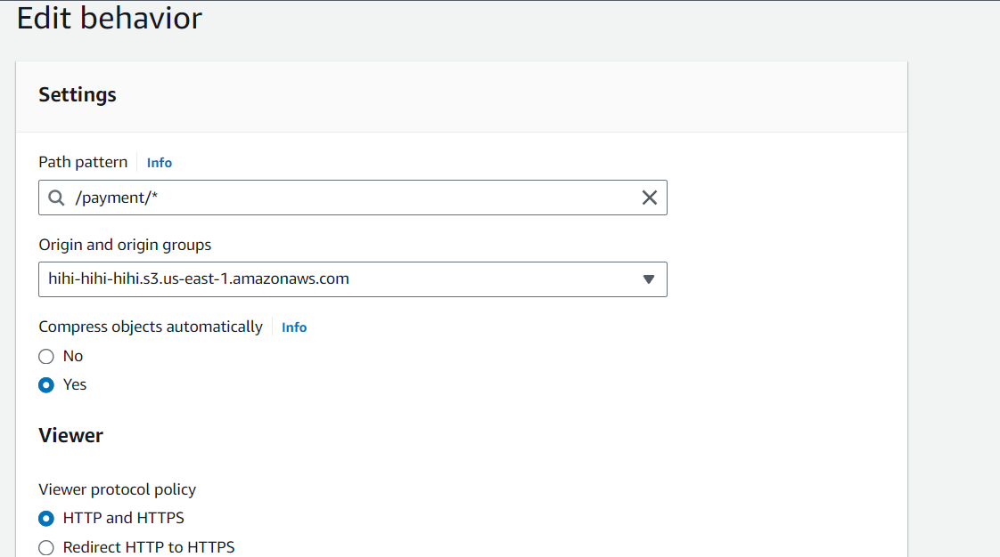 Edit behavior
Settings
Path pattern Info
/payment/*
Origin and origin groups
hihi-hihi-hihi.s3.us-east-1.amazonaws.com
Compress objects automatically Info
No
Yes
Viewer
Viewer protocol policy
HTTP and HTTPS
Redirect HTTP to HTTPS